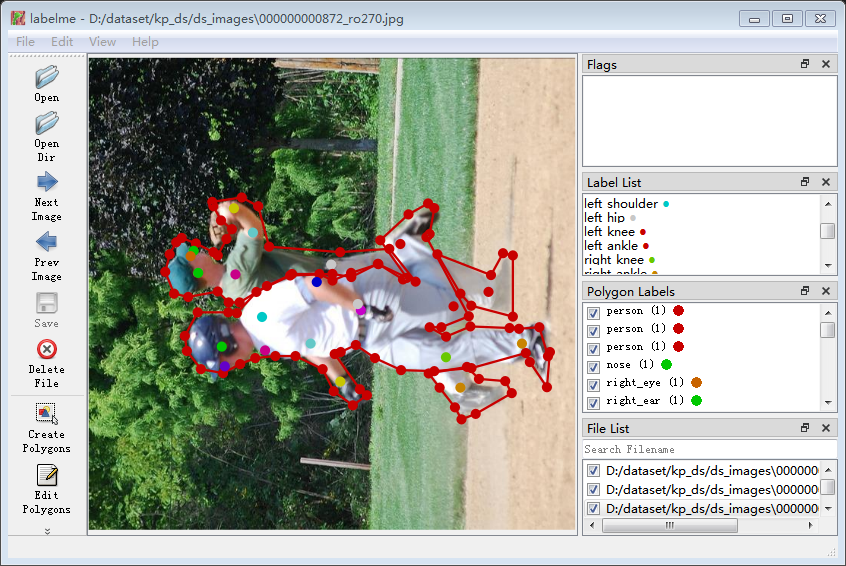 labelme - D:/dataset/kp_ds/ds_images\000000000872_ro270.jpg
File Edit View Help
Open
Open
Dir
Next
Image
Prev
Image
Save
Delete
File
Create
Polygons
Edit
Polygons
Flags
Label List
left shoulder
left hip
left knee
left ankle
right knee
right ankle
Polygon Labels
person (1)
person (1)
person (1)
nose (1)
right_eye (1)
right_ear (1)
File List
Search Filename
D:/dataset/kp_ds/ds_images\000000
D:/dataset/kp_ds/ds_images\000000
D:/dataset/kp_ds/ds_images\000000